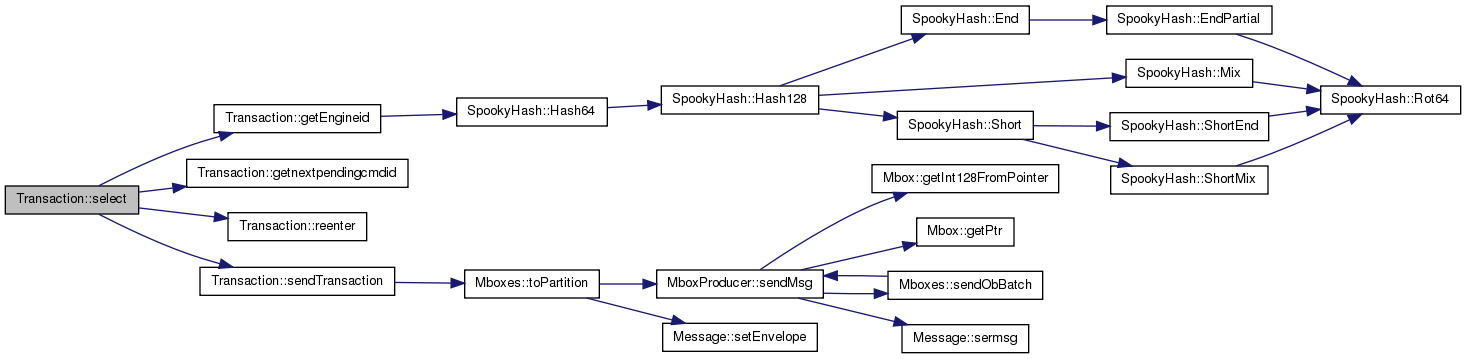 Transaction::select
Transaction::getEngineid
Transaction::getnextpendingcmdid
Transaction::reenter
Transaction::sendTransaction
SpookyHash::Hash64
Mboxes::toPartition
SpookyHash::Hash128
MboxProducer::sendMsg
Message::setEnvelope
SpookyHash::End
SpookyHash::Short
Mbox::getInt128FromPointer
Mbox::getPtr
Mboxes::sendObBatch
Message::sermsg
SpookyHash::EndPartial
SpookyHash::Mix
SpookyHash::ShortEnd
SpookyHash::ShortMix
SpookyHash::Rot64